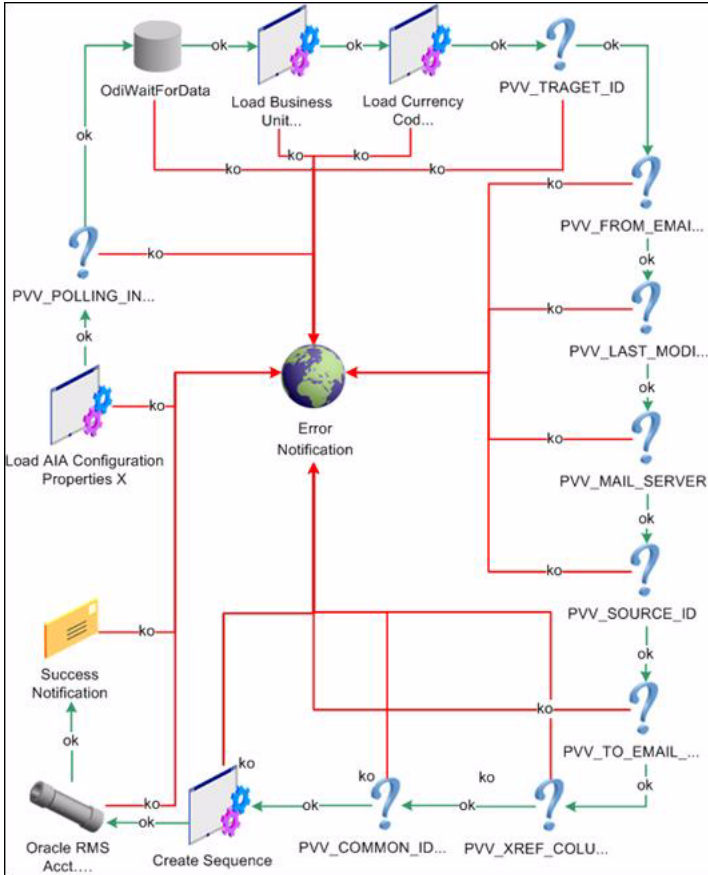 ok
ok
ok
ok
OdiWaitForData
Load Business
Unit...
Load Currency
Cod...
PVV_TRAGET_ID
ok
ok
ko
ko
ko
ko
ko
PVV_FROM_EMAI...
ko
ok
PVV_POLLING_IN...
ko
ok
PVV_LAST_MODI...
ok
ko
Load AIA Configuration
Properties X
Error
Notification
ko
PVV_MAIL_SERVER
ok
ko
PVV_SOURCE_ID
ko
Success
Notification
ok
ko
PVV_TO_EMAIL_...
ok
ko
ko
ko
ok
ko
ok
ok
ok
Oracle RMS
Acct....
Create Sequence
PVV_COMMON_ID...
PVV_XREF_COLU...